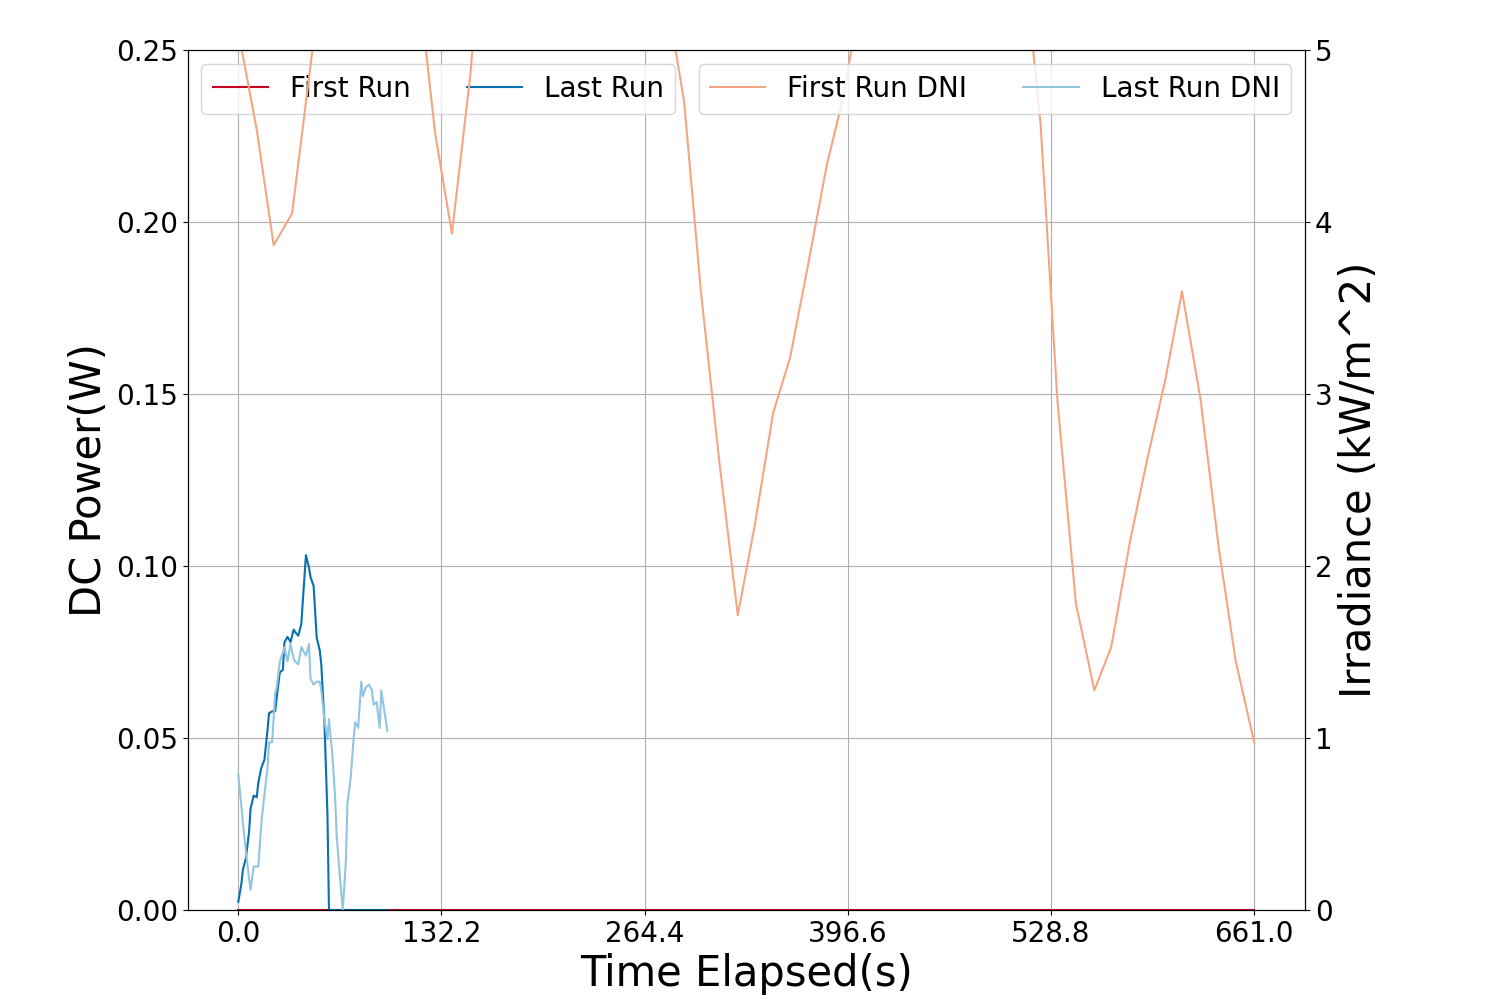 First Run
Last Run
First Run DNI
Last Run DNI
DC Power(W)
0.25
0.20
0.15
0.10
0.05
0.00
5
4
3
2
1
0
Irradiance (kW/m^2)
0.0
132.2
264.4
396.6
528.8
661.0
Time Elapsed(s)